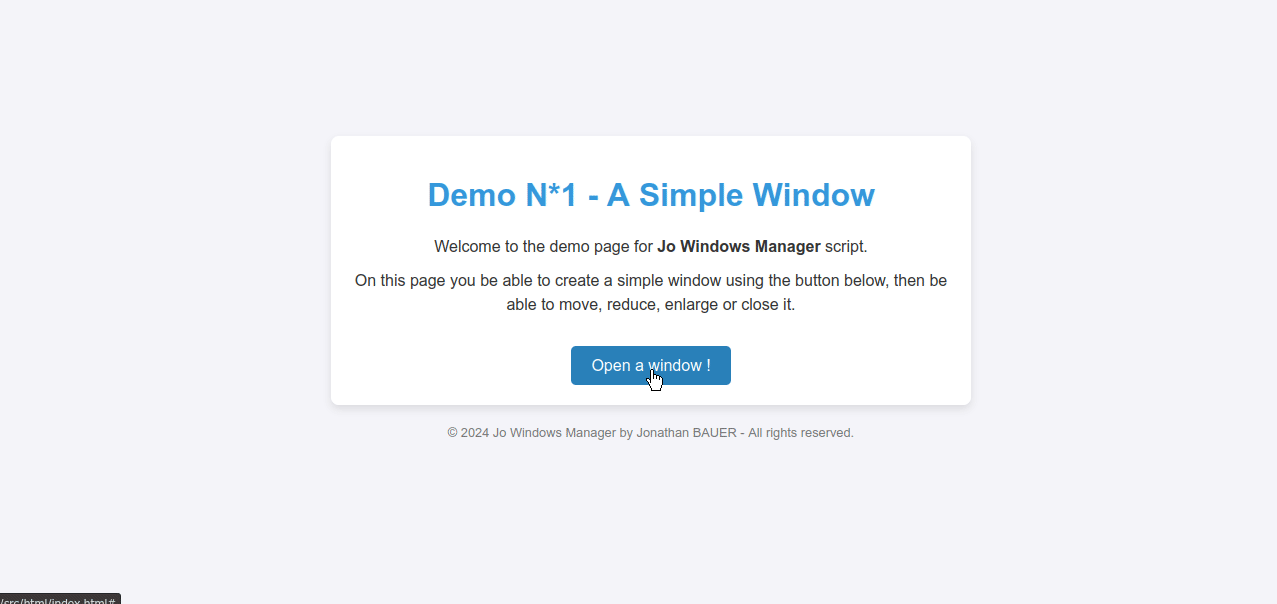 Demo N*1 - A Simple Window
Welcome to the demo page for Jo Windows Manager script.
On this page you be able to create a simple window using the button below, then be
able to move, reduce, enlarge or close it.
Open a window !
© 2024 Jo Windows Manager by Jonathan BAUER - All rights reserved.
/src/html/index.html#